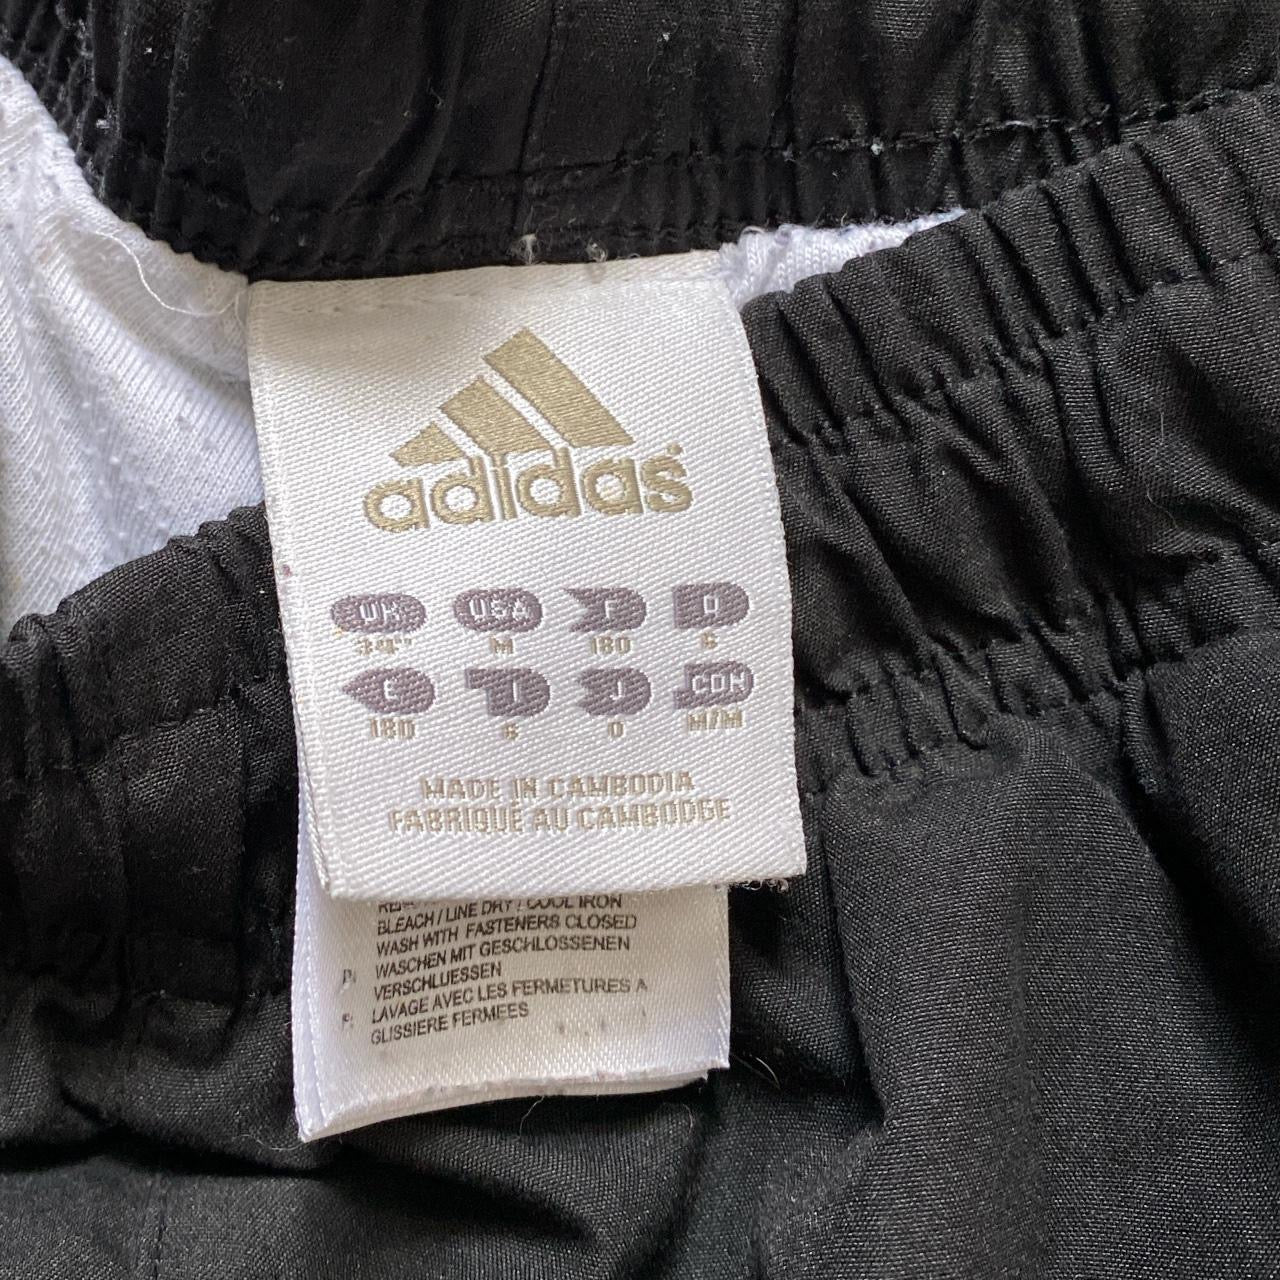 adidas
UK USA F D
34" M 180 6
E I J CDN
180 6 O M/M
MADE IN CAMBODIA
FABRIQUÉ AU CAMBODGE
BLEACH / LINE DRY / COOL IRON
WASH WITH FASTENERS CLOSED
D: WASCHEN MIT GESCHLOSSENEN
VERSCHLUESSEN
F: LAVAGE AVEC LES FERMETURES A
GLISSIERE FERMEES